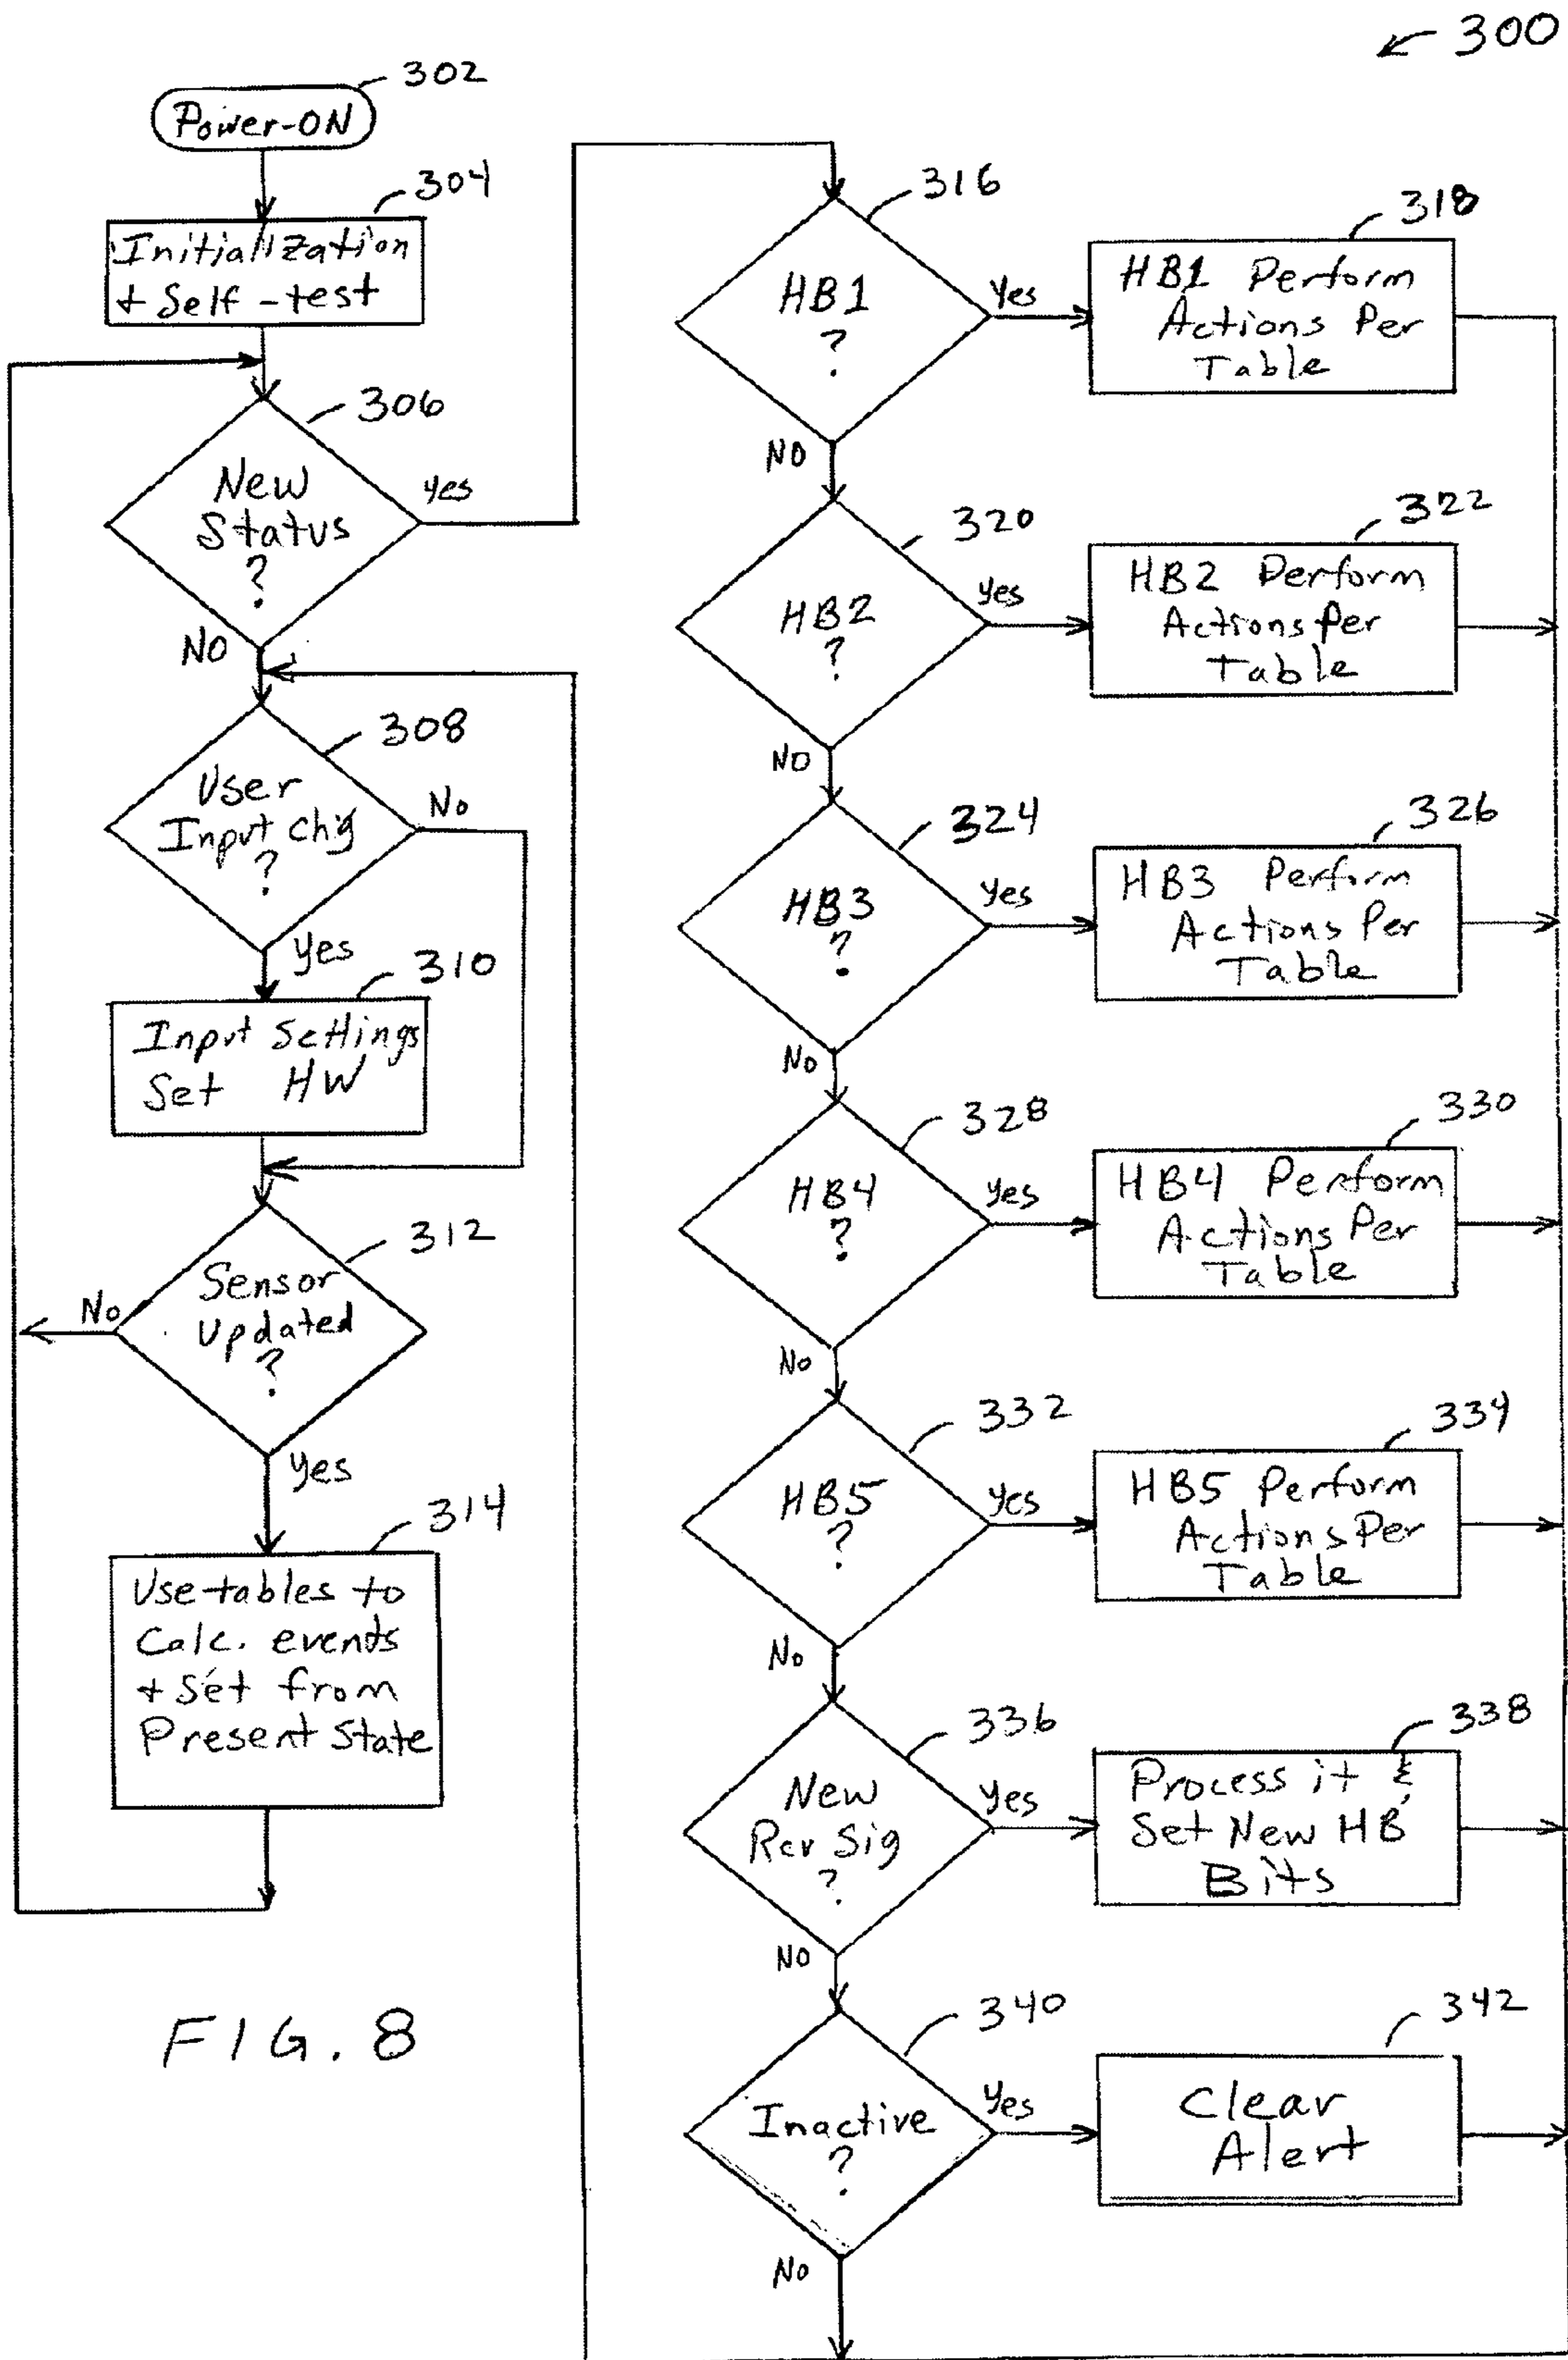 300
302
Power-ON
304
Initialization
+ Self-test
306
New
Status
?
Yes
NO
308
User
Input Chg
?
No
Yes
310
Input Settings
Set HW
312
Sensor
Updated
?
No
Yes
314
Use tables to
Calc. events
+ Set from
Present State
316
HB1
?
Yes
NO
318
HB1 Perform
Actions Per
Table
320
HB2
?
Yes
NO
322
HB2 Perform
Actions Per
Table
324
HB3
?
Yes
No
326
HB3 Perform
Actions Per
Table
328
HB4
?
Yes
No
330
HB4 Perform
Actions Per
Table
332
HB5
?
Yes
No
334
HB5 Perform
Actions Per
Table
336
New
Rcv Sig
?
Yes
No
338
Process it &
Set New HB
Bits
340
Inactive
?
Yes
No
342
Clear
Alert
FIG. 8